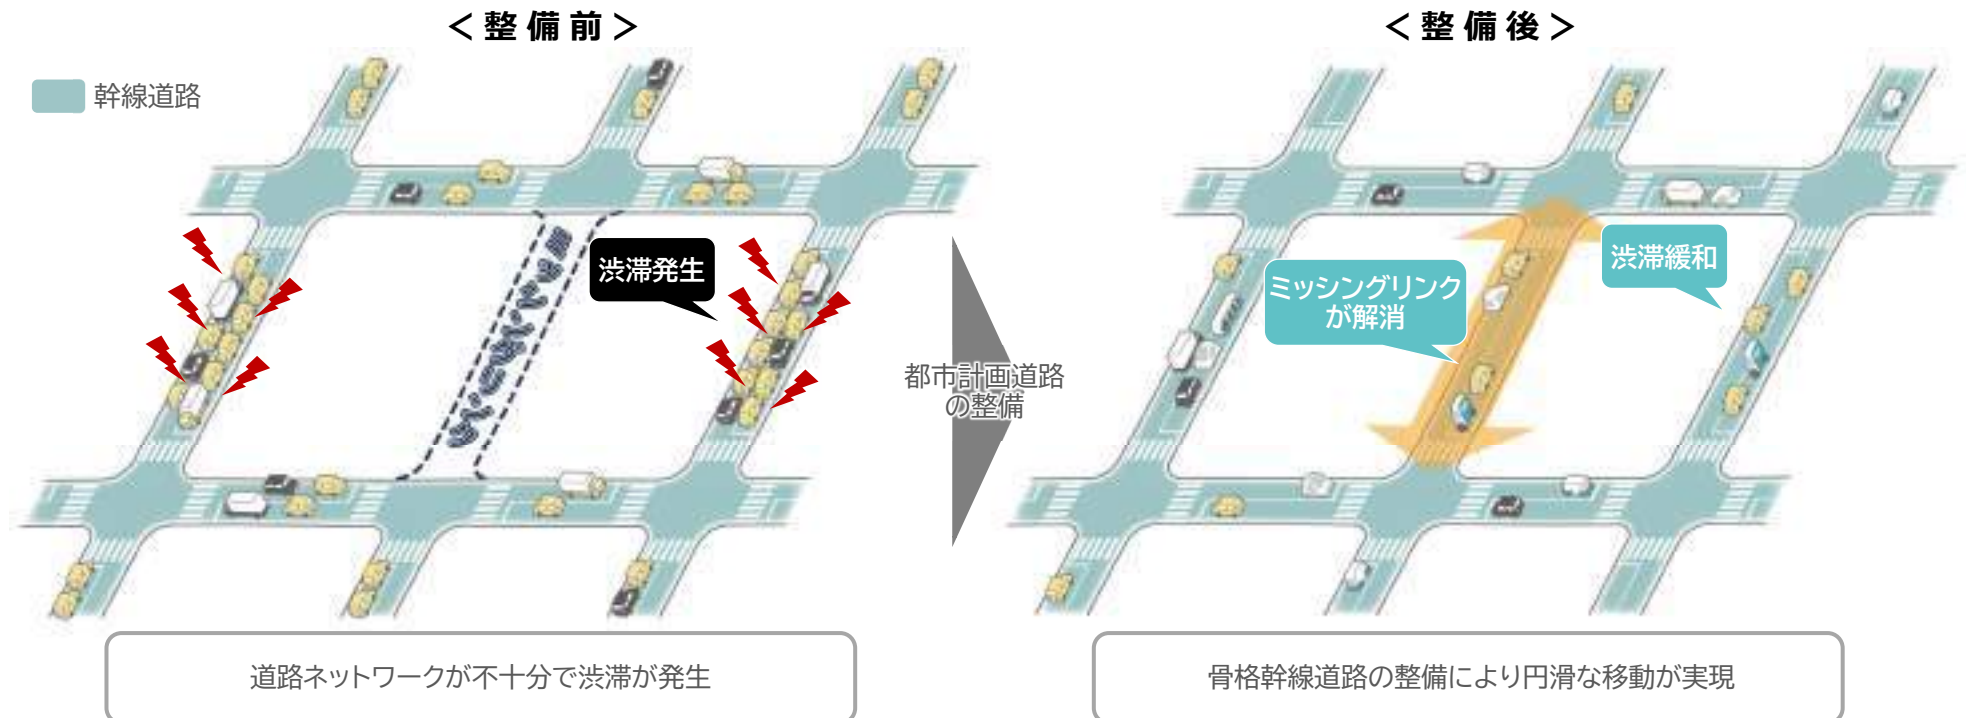 ＜整備前＞
＜整備後＞
幹線道路
ミッシングリンク
渋滞発生
渋滞緩和
ミッシングリンク
が解消
都市計画道路
の整備
道路ネットワークが不十分で渋滞が発生
骨格幹線道路の整備により円滑な移動が実現